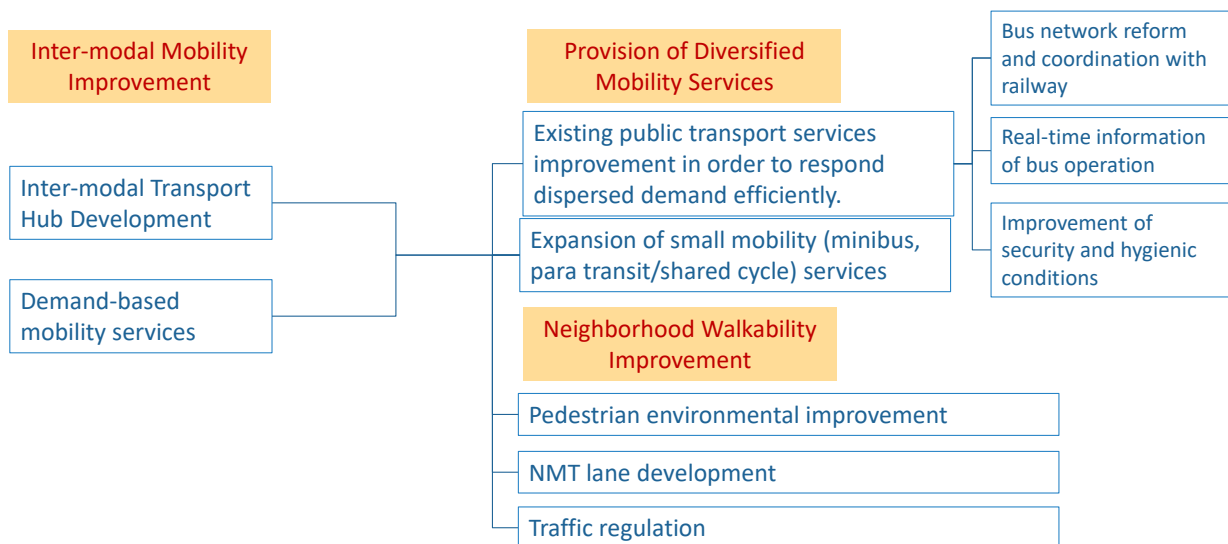 Inter-modal Mobility
Improvement
Inter-modal Transport
Hub Development
Demand-based
mobility services
Provision of Diversified
Mobility Services
Existing public transport services
improvement in order to respond
dispersed demand efficiently.
Expansion of small mobility (minibus,
para transit/shared cycle) services
Neighborhood Walkability
Improvement
Pedestrian environmental improvement
NMT lane development
Traffic regulation
Bus network reform
and coordination with
railway
Real-time information
of bus operation
Improvement of
security and hygienic
conditions